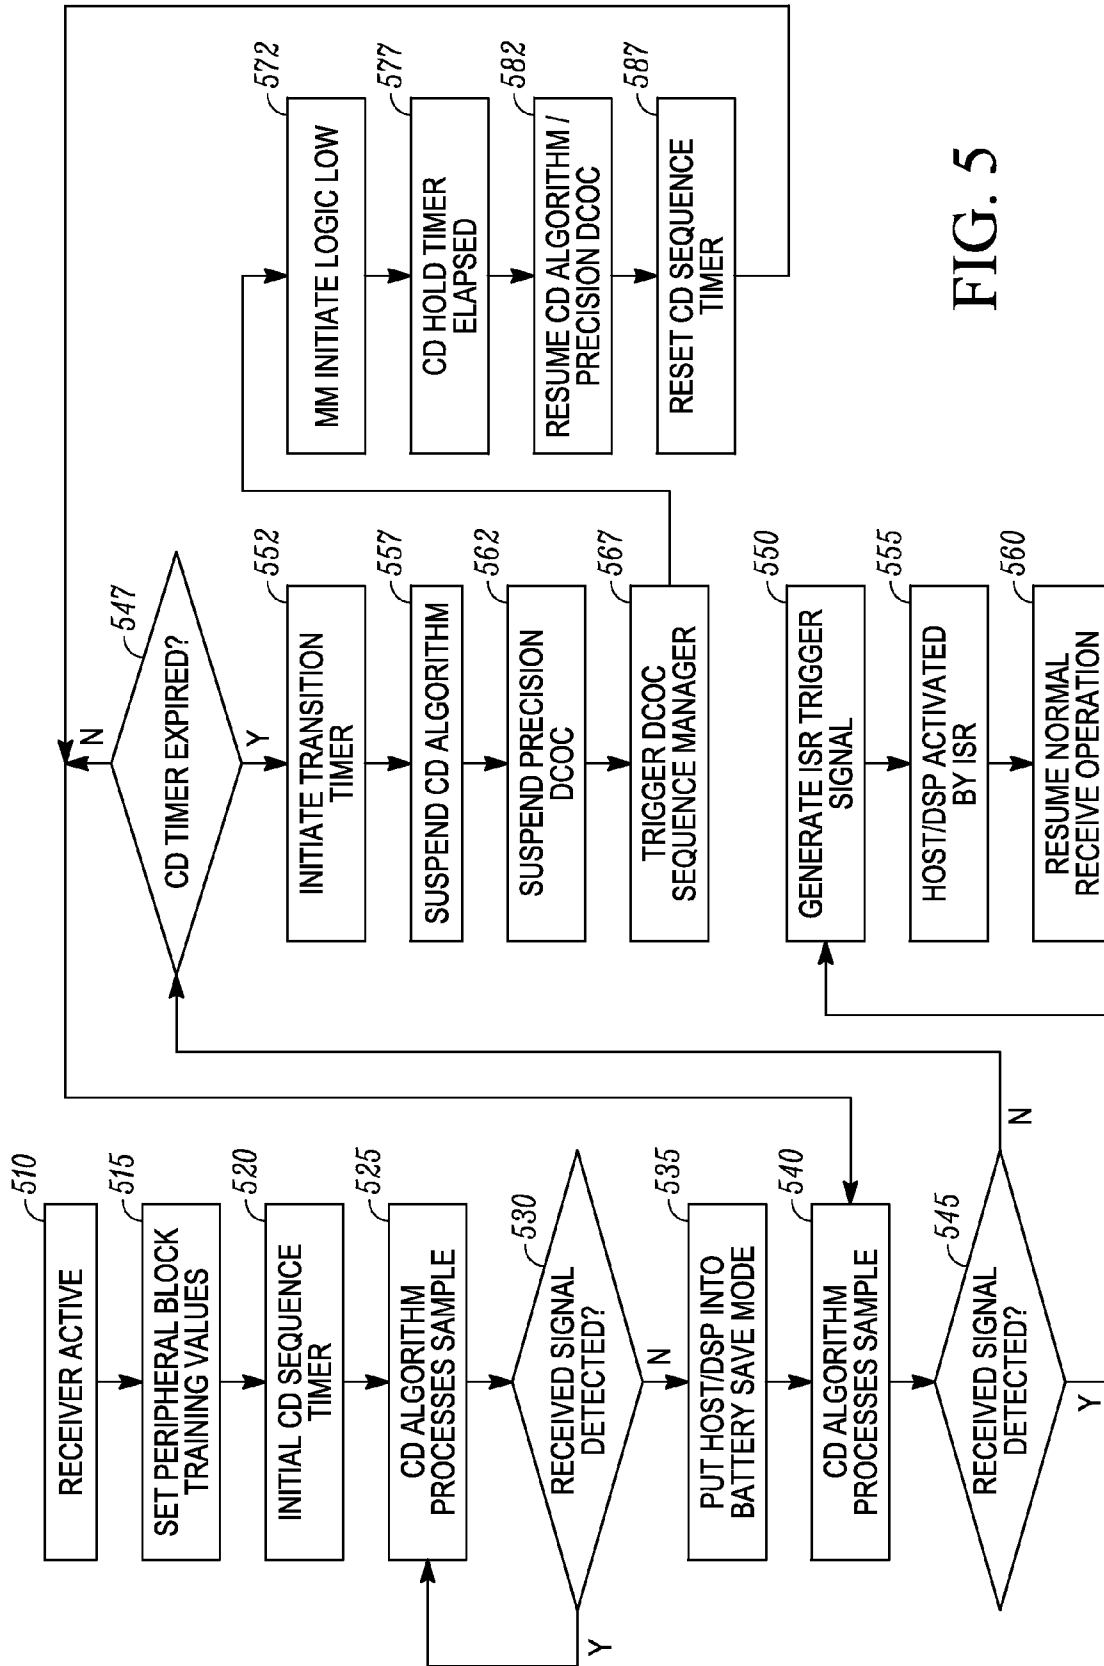 510
RECEIVER ACTIVE
515
SET PERIPHERAL BLOCK
TRAINING VALUES
520
INITIAL CD SEQUENCE
TIMER
525
CD ALGORITHM
PROCESSES SAMPLE
530
RECEIVED SIGNAL
DETECTED?
Y
N
535
PUT HOST/DSP INTO
BATTERY SAVE MODE
540
CD ALGORITHM
PROCESSES SAMPLE
545
RECEIVED SIGNAL
DETECTED?
N
Y
547
CD TIMER EXPIRED?
N
Y
552
INITIATE TRANSITION
TIMER
557
SUSPEND CD ALGORITHM
562
SUSPEND PRECISION
DCOC
567
TRIGGER DCOC
SEQUENCE MANAGER
550
GENERATE ISR TRIGGER
SIGNAL
555
HOST/DSP ACTIVATED
BY ISR
560
RESUME NORMAL
RECEIVE OPERATION
572
MM INITIATE LOGIC LOW
577
CD HOLD TIMER
ELAPSED
582
RESUME CD ALGORITHM /
PRECISION DCOC
587
RESET CD SEQUENCE
TIMER
FIG. 5